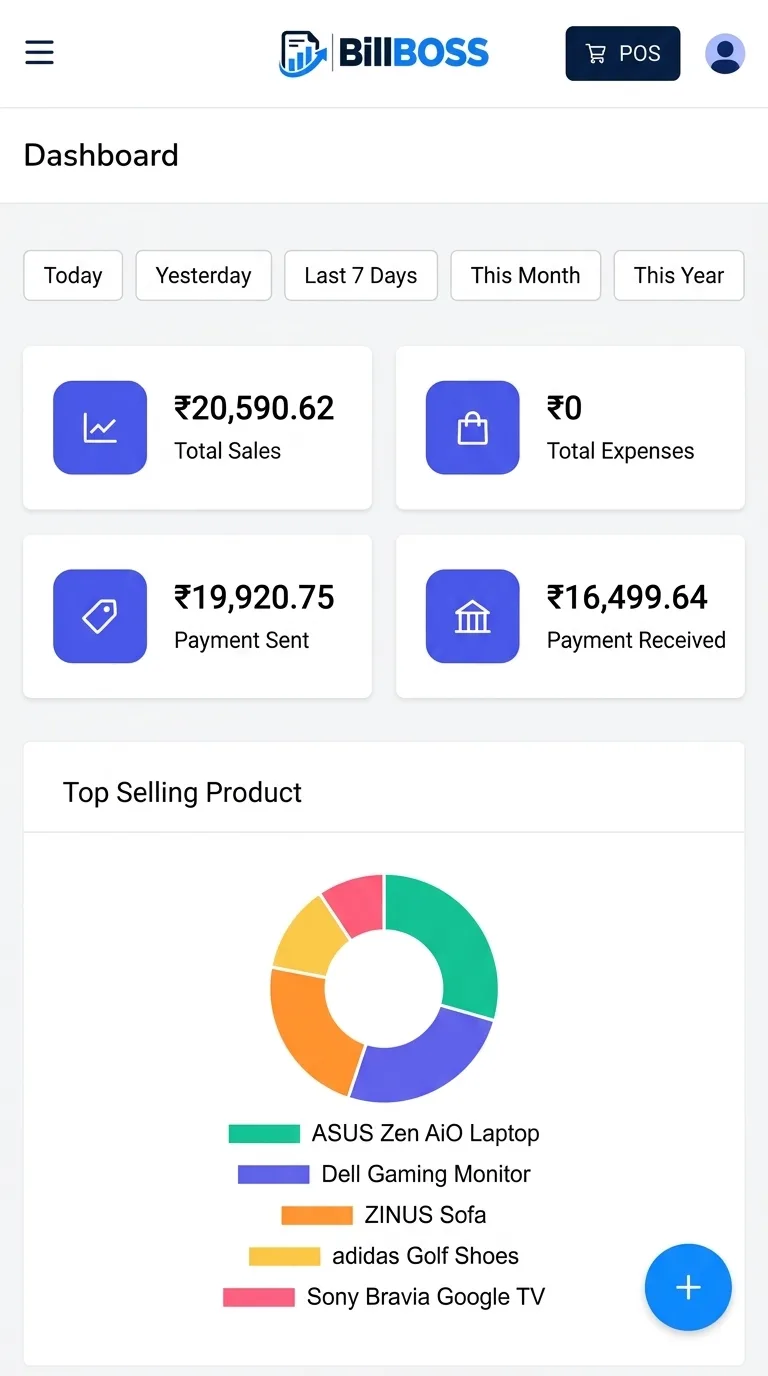 BillBOSS
POS
Dashboard
Today
Yesterday
Last 7 Days
This Month
This Year
₹20,590.62
Total Sales
₹0
Total Expenses
₹19,920.75
Payment Sent
₹16,499.64
Payment Received
Top Selling Product
ASUS Zen AiO Laptop
Dell Gaming Monitor
ZINUS Sofa
adidas Golf Shoes
Sony Bravia Google TV